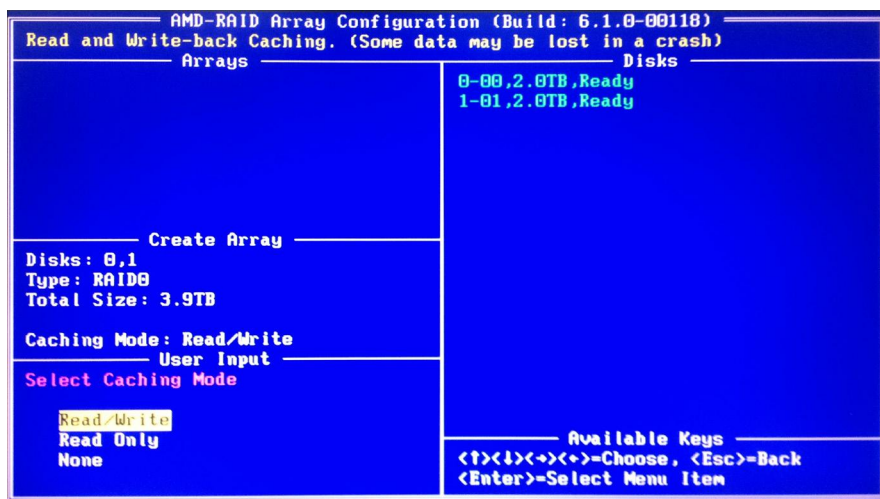 AMD-RAID Array Configuration (Build: 6.1.0-00118)
Read and Write-back Caching. (Some data may be lost in a crash)
Arrays
Create Array
Disks: 0,1
Type: RAID0
Total Size: 3.9TB
Caching Mode: Read/Write
User Input
Select Caching Mode
Read/Write
Read Only
None
Disks
0-00,2.0TB,Ready
1-01,2.0TB,Ready
Available Keys
<↑><↓><→><←>=Choose, <Esc>=Back
<Enter>=Select Menu Item